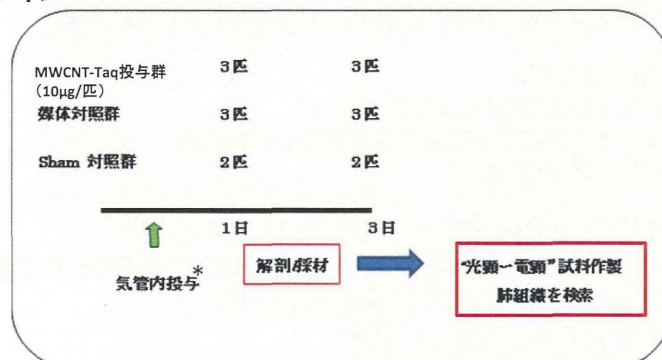 MWCNT-Taq投与群 3匹 3匹
(10μg/匹)
媒体対照群 3匹 3匹
Sham 対照群 2匹 2匹
1日 3日
気管内投与*
解剖/採材
"光顕〜電顕"試料作製
肺組織を検索